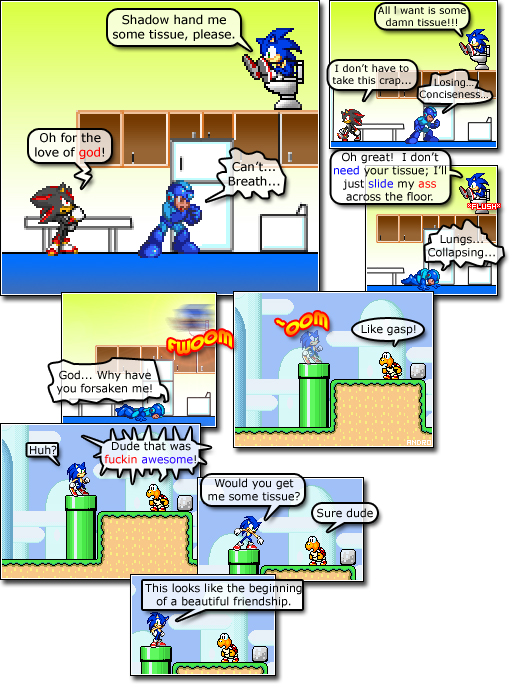 Shadow hand me
some tissue, please.
Oh for the
love of god!
Can't...
Breath...
All I want is some
damn tissue!!!
I don't have to
take this crap...
Losing...
Conciseness...
Oh great! I don't
need your tissue; I'll
just slide my ass
across the floor.
*FLUSH*
Lungs...
Collapsing...
FWOOM
God... Why have
you forsaken me!
'OOM
Like gasp!
ANDRO
Huh?
Dude that was
fuckin awesome!
Would you get
me some tissue?
Sure dude
This looks like the beginning
of a beautiful friendship.